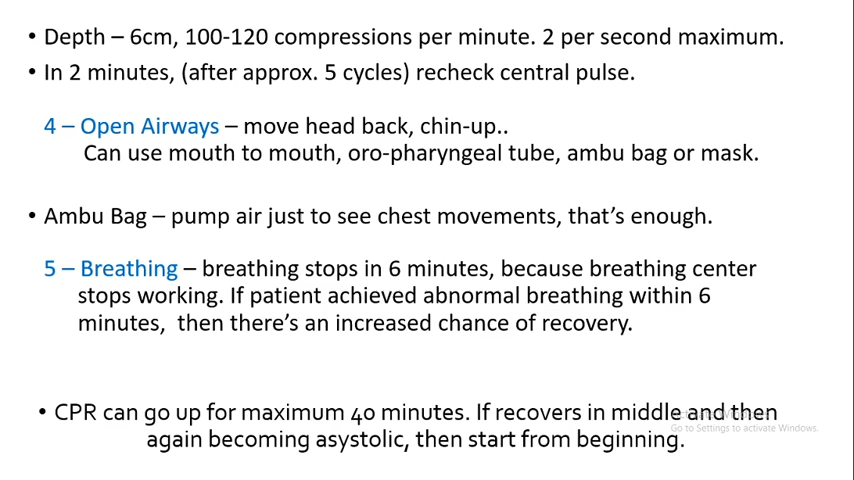 • Depth – 6cm, 100-120 compressions per minute. 2 per second maximum.
• In 2 minutes, (after approx. 5 cycles) recheck central pulse.
4 – Open Airways – move head back, chin-up..
Can use mouth to mouth, oro-pharyngeal tube, ambu bag or mask.
• Ambu Bag – pump air just to see chest movements, that's enough.
5 – Breathing – breathing stops in 6 minutes, because breathing center
stops working. If patient achieved abnormal breathing within 6
minutes, then there's an increased chance of recovery.
• CPR can go up for maximum 40 minutes. If recovers in middle and then
again becoming asystolic, then start from beginning.
Activate Windows
Go to Settings to activate Windows.